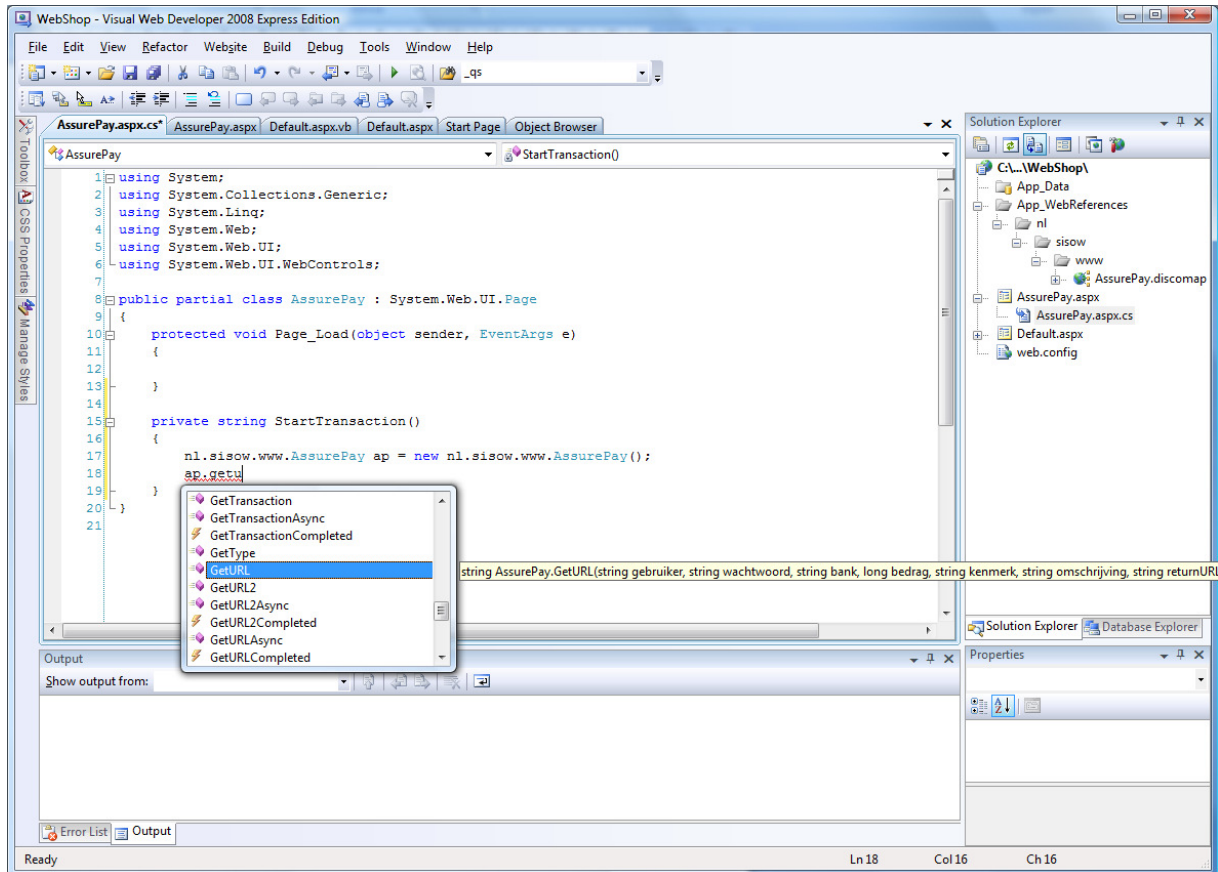 WebShop - Visual Web Developer 2008 Express Edition
File Edit View Refactor Website Build Debug Tools Window Help
_qs
AssurePay.aspx.cs* AssurePay.aspx Default.aspx.vb Default.aspx Start Page Object Browser
AssurePay StartTransaction()
1 using System;
2 using System.Collections.Generic;
3 using System.Linq;
4 using System.Web;
5 using System.Web.UI;
6 using System.Web.UI.WebControls;
7
8 public partial class AssurePay : System.Web.UI.Page
9 {
10 protected void Page_Load(object sender, EventArgs e)
11 {
12
13 }
14
15 private string StartTransaction()
16 {
17 nl.sisow.www.AssurePay ap = new nl.sisow.www.AssurePay();
18 ap.getu
19 }
20 }
21
GetTransaction
GetTransactionAsync
GetTransactionCompleted
GetType
GetURL
GetURL2
GetURL2Async
GetURL2Completed
GetURLAsync
GetURLCompleted
string AssurePay.GetURL(string gebruiker, string wachtwoord, string bank, long bedrag, string kenmerk, string omschrijving, string returnURL
Toolbox
CSS Properties
Manage Styles
Solution Explorer
C:\...\WebShop\
App_Data
App_WebReferences
nl
sisow
www
AssurePay.discomap
AssurePay.aspx
AssurePay.aspx.cs
Default.aspx
web.config
Solution Explorer Database Explorer
Properties
Output
Show output from:
Error List Output
Ready Ln 18 Col 16 Ch 16